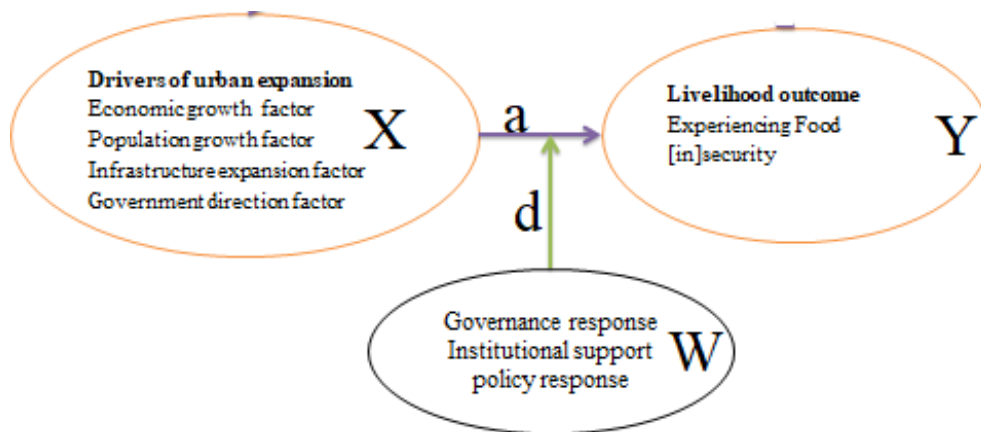 Drivers of urban expansion
Economic growth factor
Population growth factor
Infrastructure expansion factor
Government direction factor
X
a
Livelihood outcome
Experiencing Food
[in]security
Y
d
Governance response
Institutional support
policy response
W